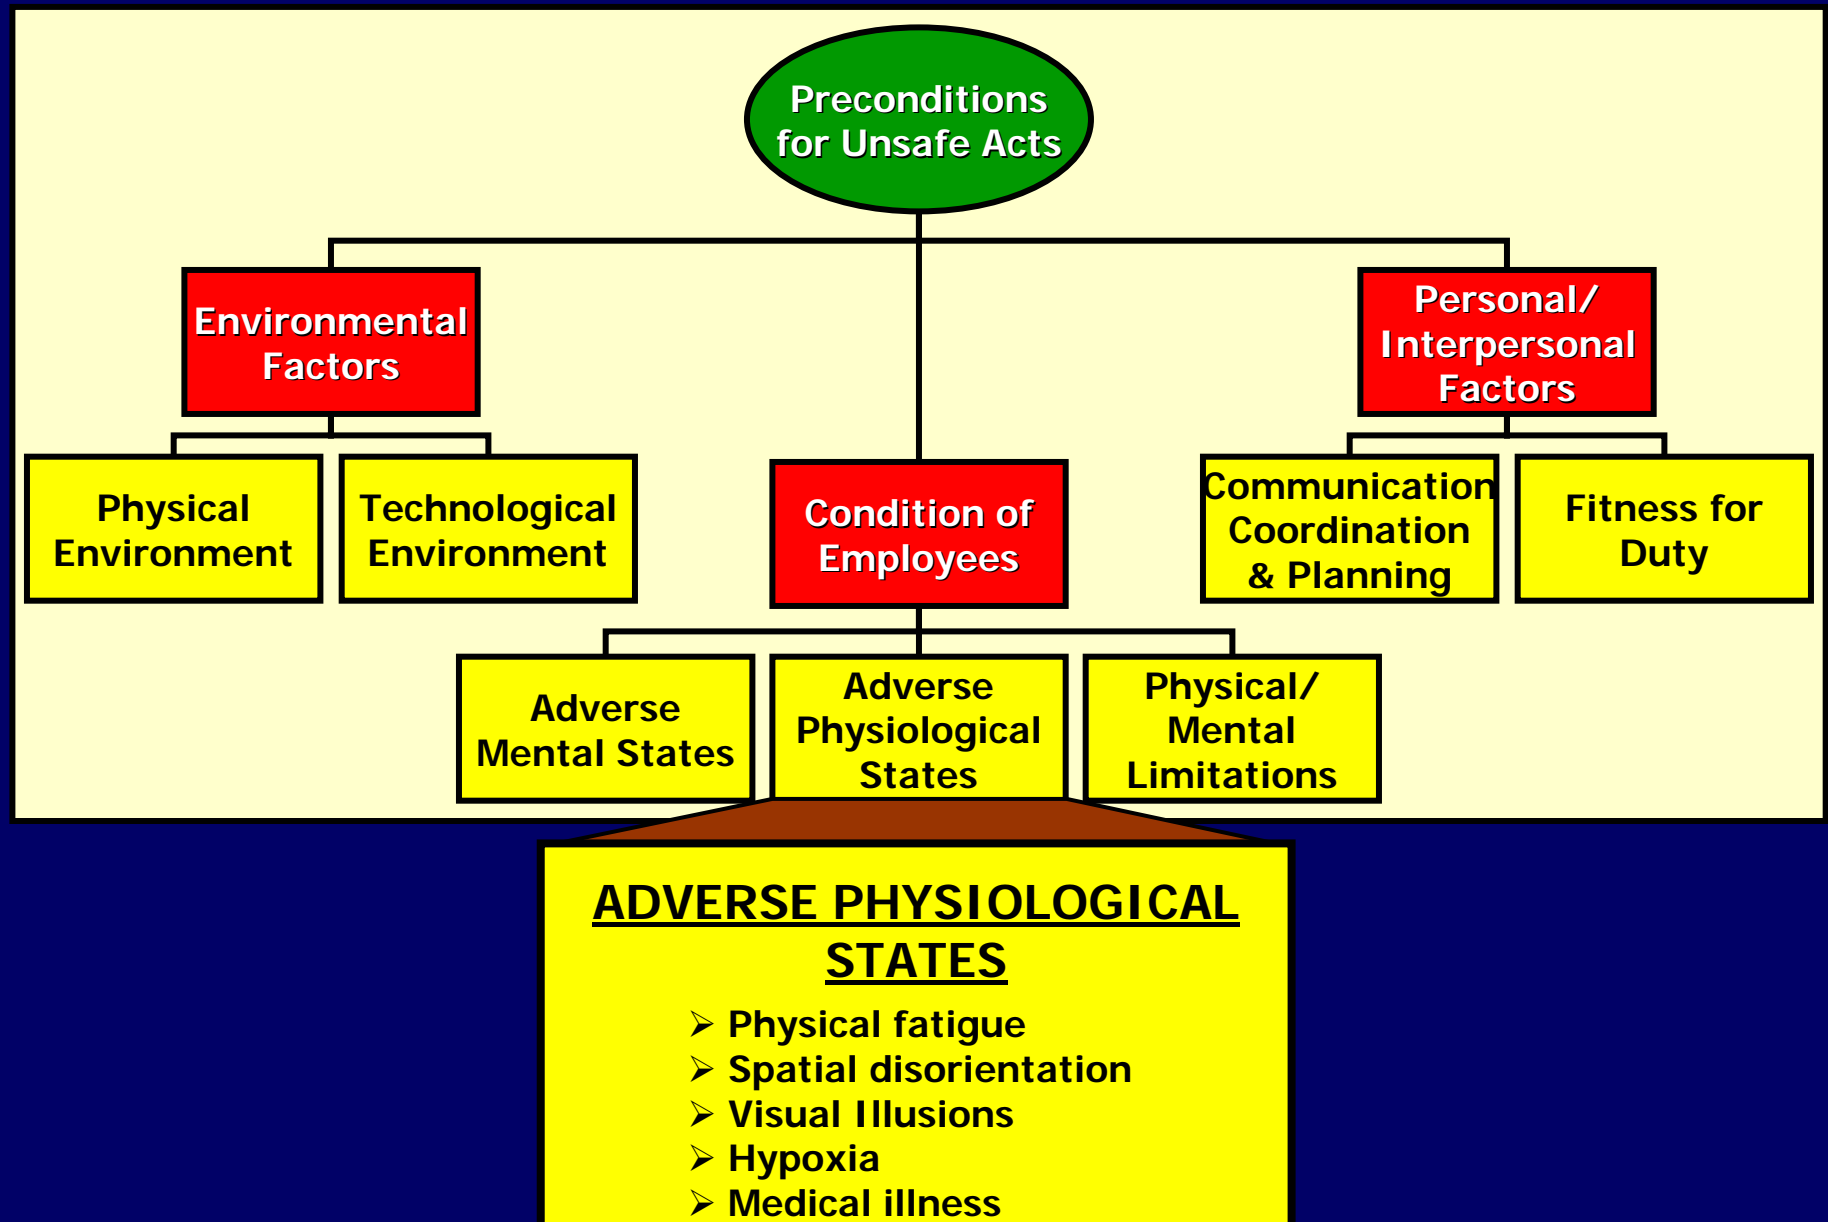 Preconditions
for Unsafe Acts
Environmental
Factors
Personal/
Interpersonal
Factors
Physical
Environment
Technological
Environment
Condition of
Employees
Communication
Coordination
& Planning
Fitness for
Duty
Adverse
Mental States
Adverse
Physiological
States
Physical/
Mental
Limitations
ADVERSE PHYSIOLOGICAL
STATES
➢ Physical fatigue
➢ Spatial disorientation
➢ Visual Illusions
➢ Hypoxia
➢ Medical illness